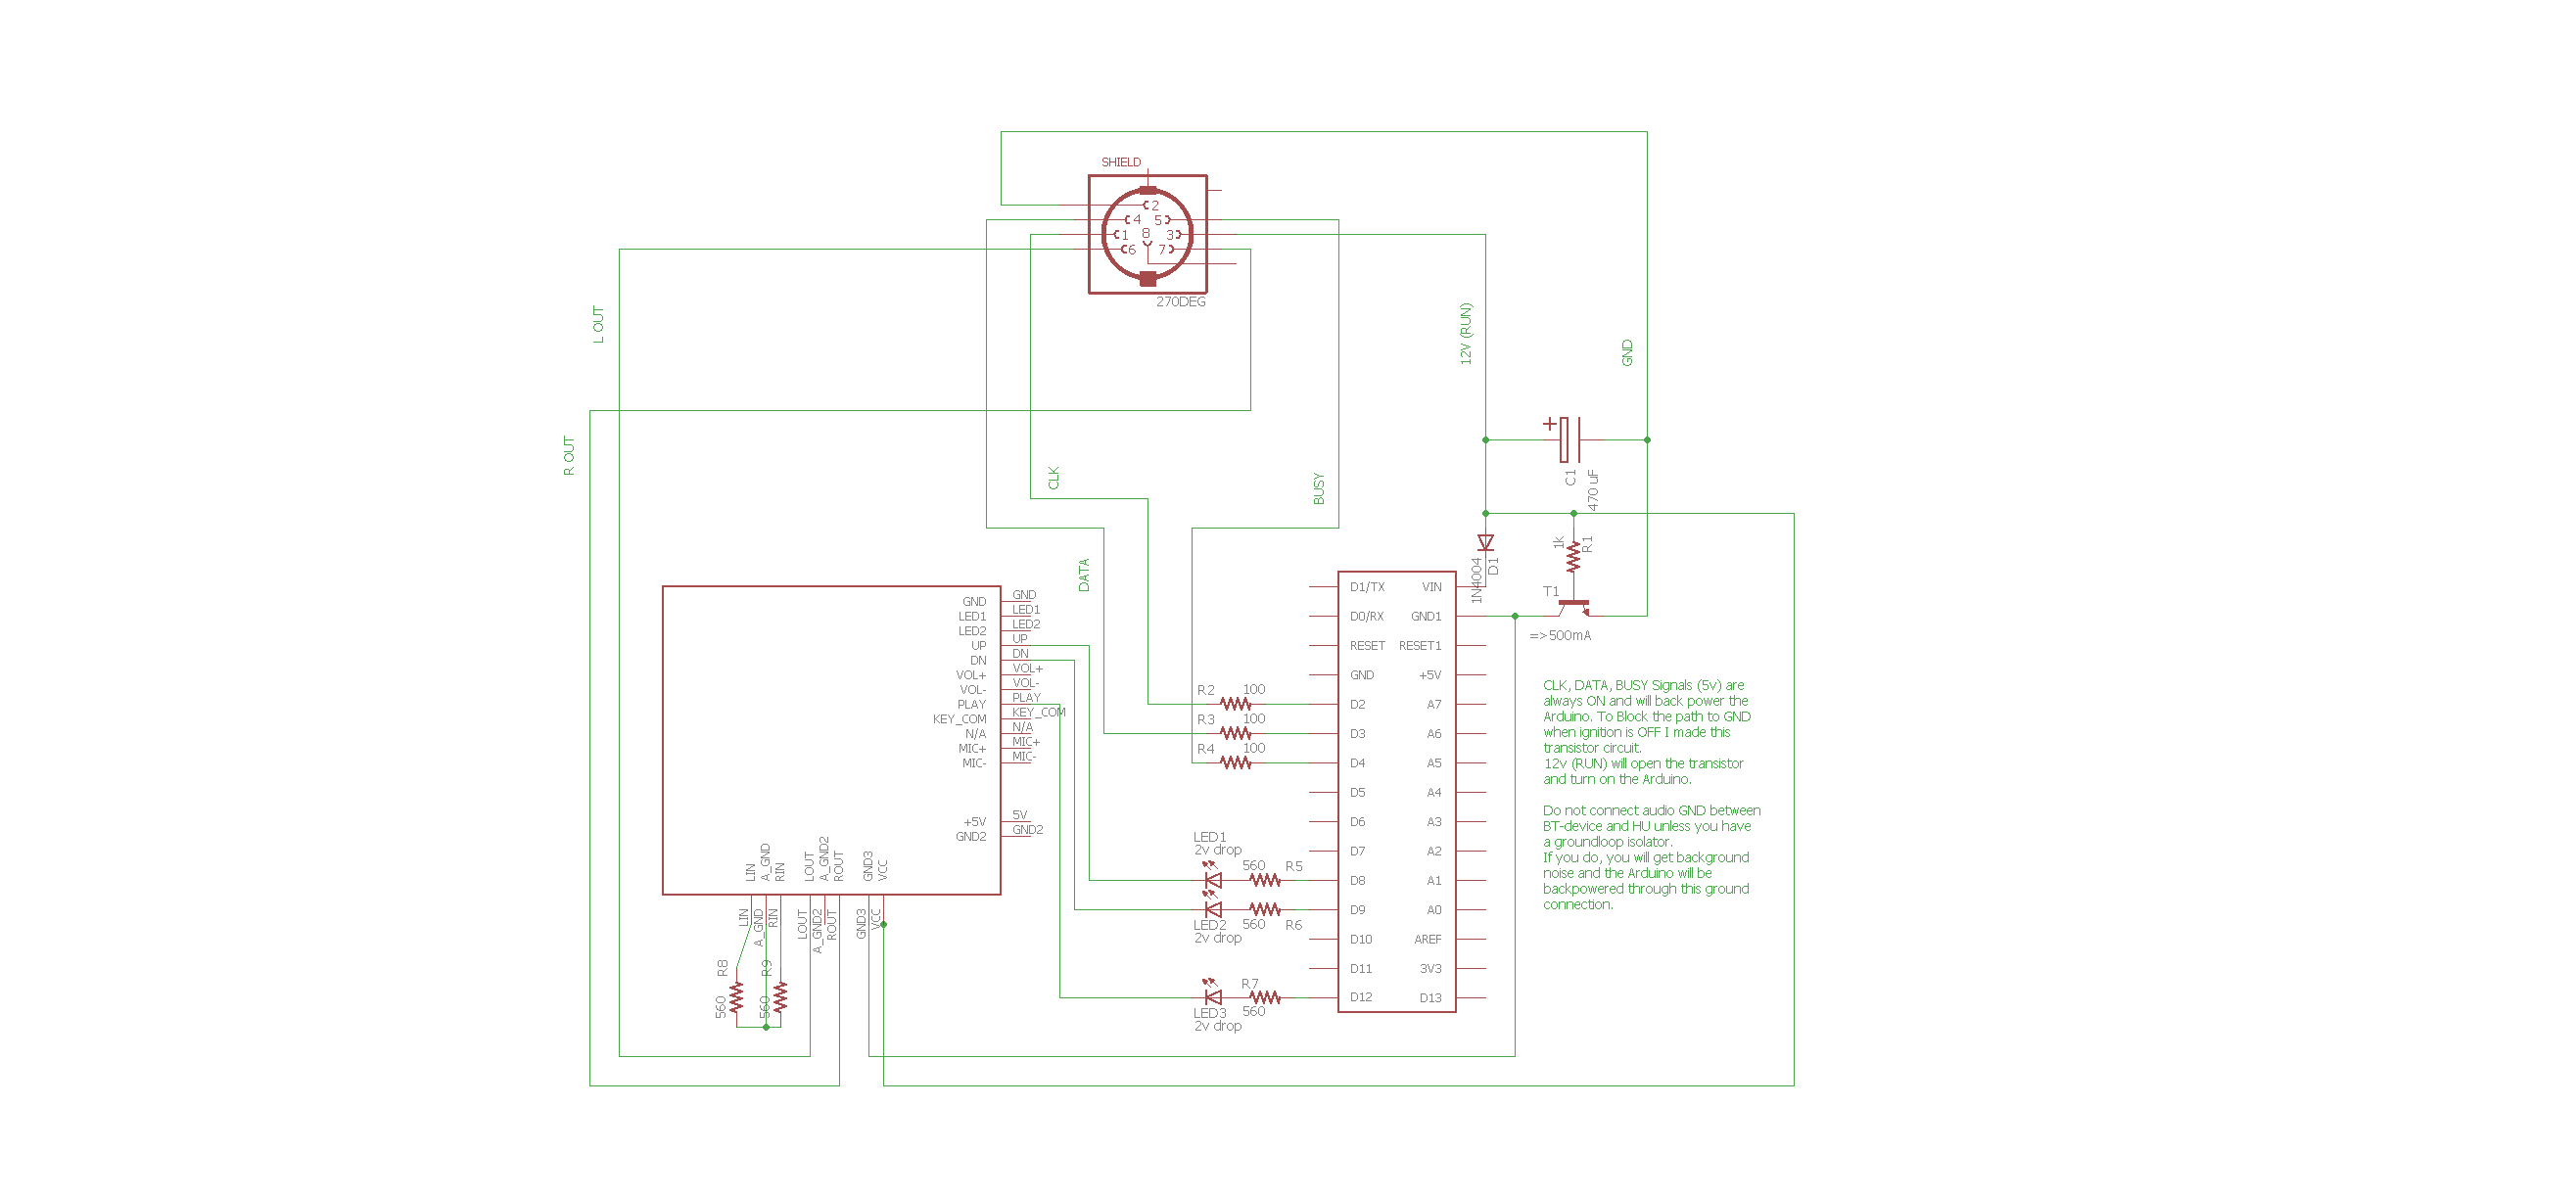 SHIELD
2
4
5
1
8
3
6
7
270DEG
L OUT
R OUT
12V (RUN)
GND
CLK
BUSY
DATA
+
C1
470 uF
1k
R1
1N4004
D1
T1
=>500mA
GND
LED1
LED2
UP
DN
VOL+
VOL-
PLAY
KEY_COM
N/A
MIC+
MIC-
+5V
GND2
GND
LED1
LED2
UP
DN
VOL+
VOL-
PLAY
KEY_COM
N/A
MIC+
MIC-
5V
GND2
LIN
A_GND
RIN
LOUT
A_GND2
ROUT
GND3
VCC
LIN
A_GND
RIN
LOUT
A_GND2
ROUT
GND3
VCC
R8
560
R9
560
R2 100
R3 100
R4 100
LED1
2v drop
560 R5
LED2
2v drop
560 R6
LED3
2v drop
R7
560
D1/TX VIN
D0/RX GND1
RESET RESET1
GND +5V
D2 A7
D3 A6
D4 A5
D5 A4
D6 A3
D7 A2
D8 A1
D9 A0
D10 AREF
D11 3V3
D12 D13
CLK, DATA, BUSY Signals (5v) are
always ON and will back power the
Arduino. To Block the path to GND
when ignition is OFF I made this
transistor circuit.
12v (RUN) will open the transistor
and turn on the Arduino.
Do not connect audio GND between
BT-device and HU unless you have
a groundloop isolator.
If you do, you will get background
noise and the Arduino will be
backpowered through this ground
connection.